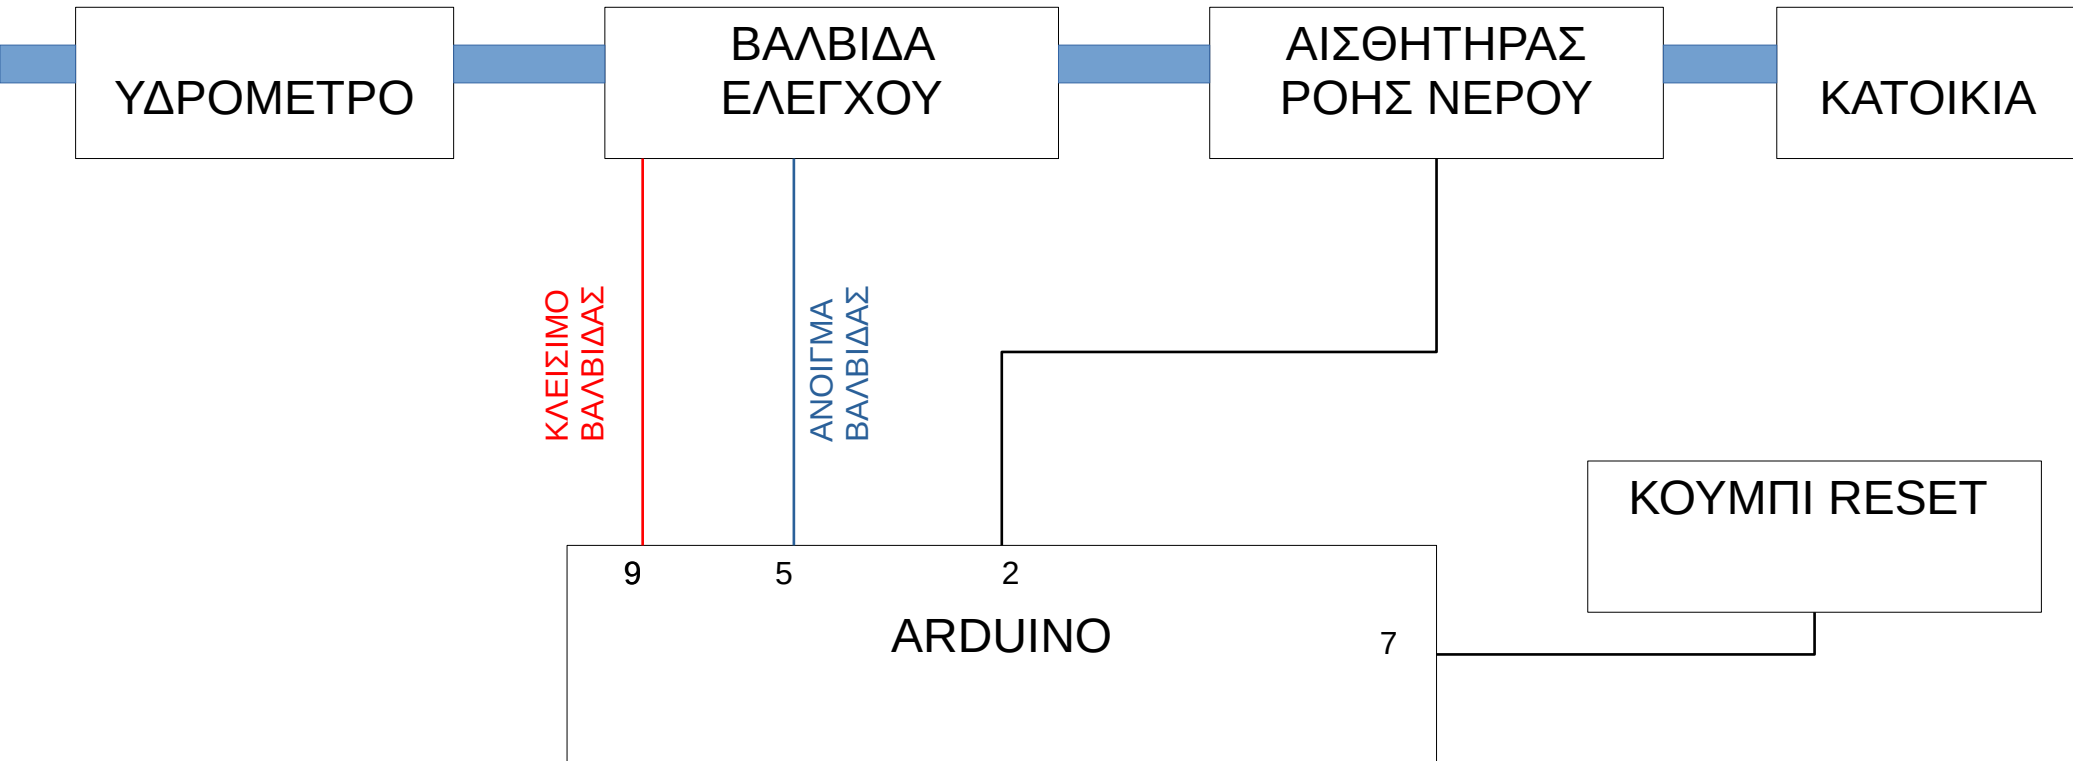 ΥΔΡΟΜΕΤΡΟ
ΒΑΛΒΙΔΑ
ΕΛΕΓΧΟΥ
ΑΙΣΘΗΤΗΡΑΣ
ΡΟΗΣ ΝΕΡΟΥ
ΚΑΤΟΙΚΙΑ
ΚΛΕΙΣΙΜΟ
ΒΑΛΒΙΔΑΣ
ΑΝΟΙΓΜΑ
ΒΑΛΒΙΔΑΣ
ΚΟΥΜΠΙ RESET
9
5
2
ARDUINO
7